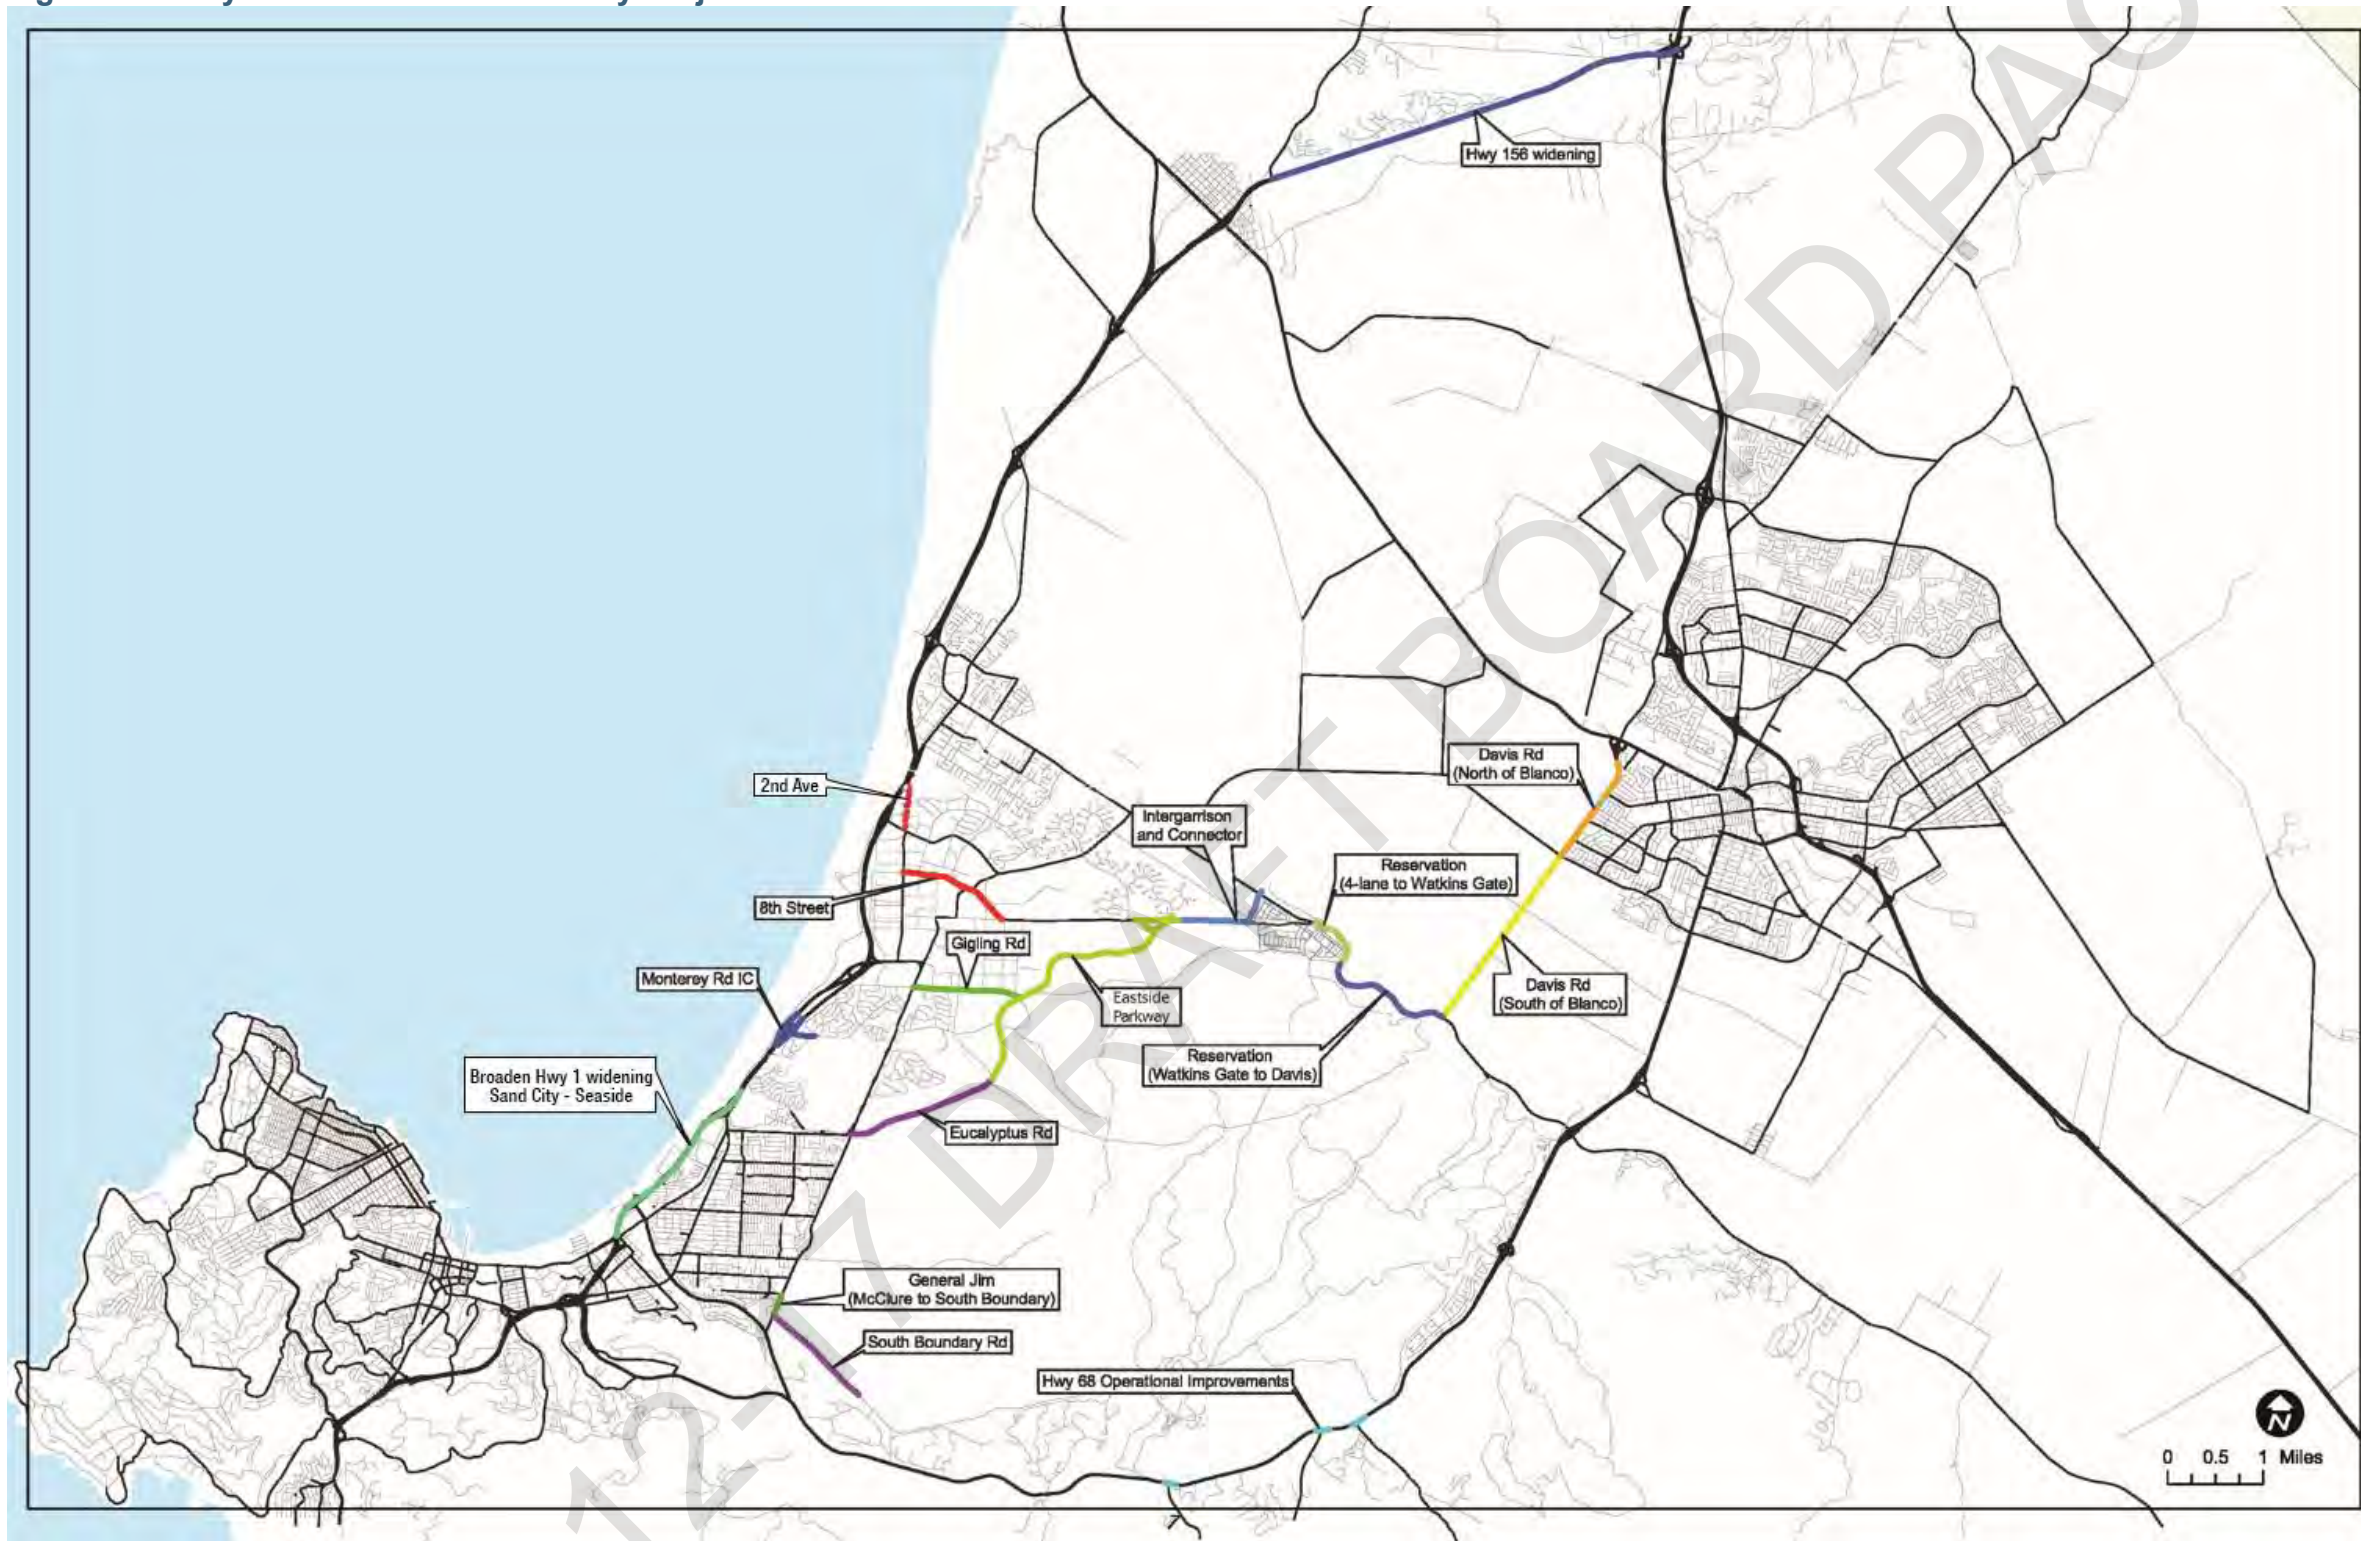 Hwy 156 widening
2nd Ave
Davis Rd
(North of Blanco)
Intergarrison
and Connector
Reservation
(4-lane to Watkins Gate)
8th Street
Gigling Rd
Monterey Rd IC
Eastside
Parkway
Davis Rd
(South of Blanco)
Reservation
(Watkins Gate to Davis)
Broaden Hwy 1 widening
Sand City - Seaside
Eucalyptus Rd
General Jim
(McClure to South Boundary)
South Boundary Rd
Hwy 68 Operational Improvements
N
0 0.5 1 Miles
12-17 DRAFT BOARD PAC